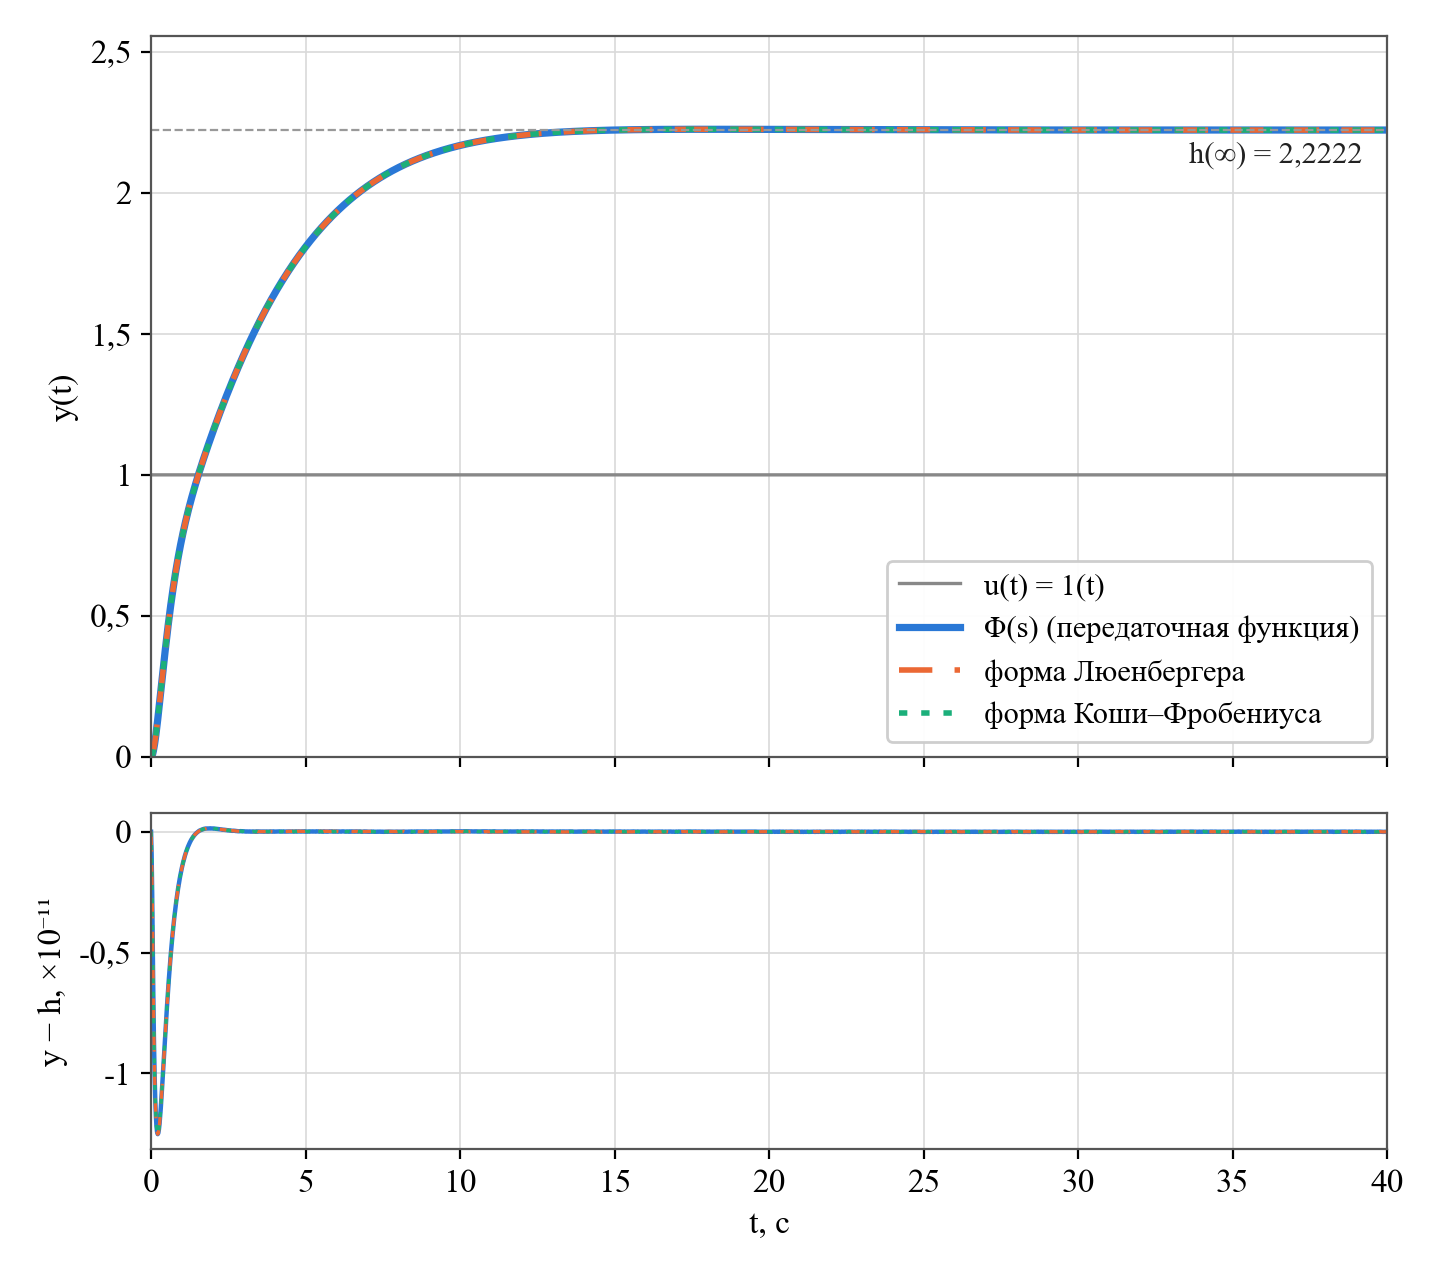 2,5
2
1,5
1
0,5
0
y(t)
h(∞) = 2,2222
u(t) = 1(t)
Φ(s) (передаточная функция)
форма Люенбергера
форма Коши–Фробениуса
0
-0,5
-1
y − h, ×10⁻¹¹
0 5 10 15 20 25 30 35 40
t, с